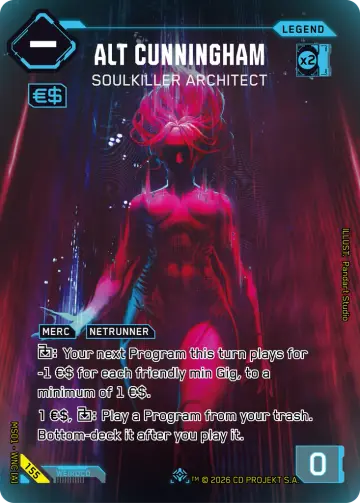 LEGEND
ALT CUNNINGHAM
SOULKILLER ARCHITECT
x2
€$
ILLUST: Pandart Studio
MERC NETRUNNER
: Your next Program this turn plays for
-1 €$ for each friendly min Gig, to a
minimum of 1 €$.
1 €$, : Play a Program from your trash.
Bottom-deck it after you play it.
155
0
™ © 2026 CD PROJEKT S.A.